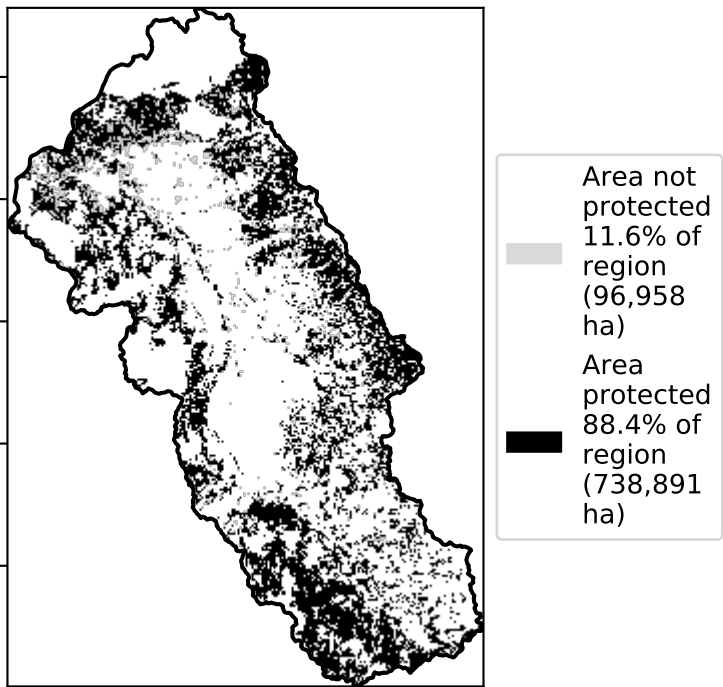 Area not
protected
11.6% of
region
(96,958
ha)
Area
protected
88.4% of
region
(738,891
ha)